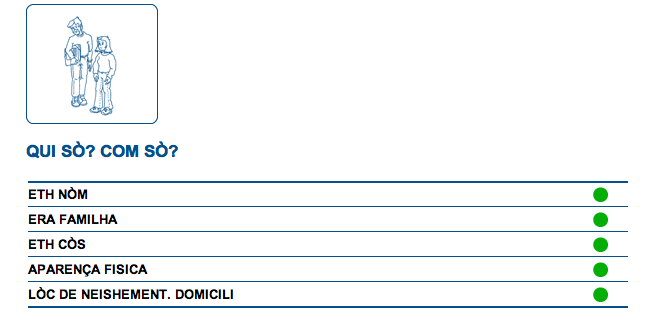 QUI SÒ? COM SÒ?
ETH NÒM
ERA FAMILHA
ETH CÒS
APARENÇA FISICA
LÒC DE NEISHEMENT. DOMICILI